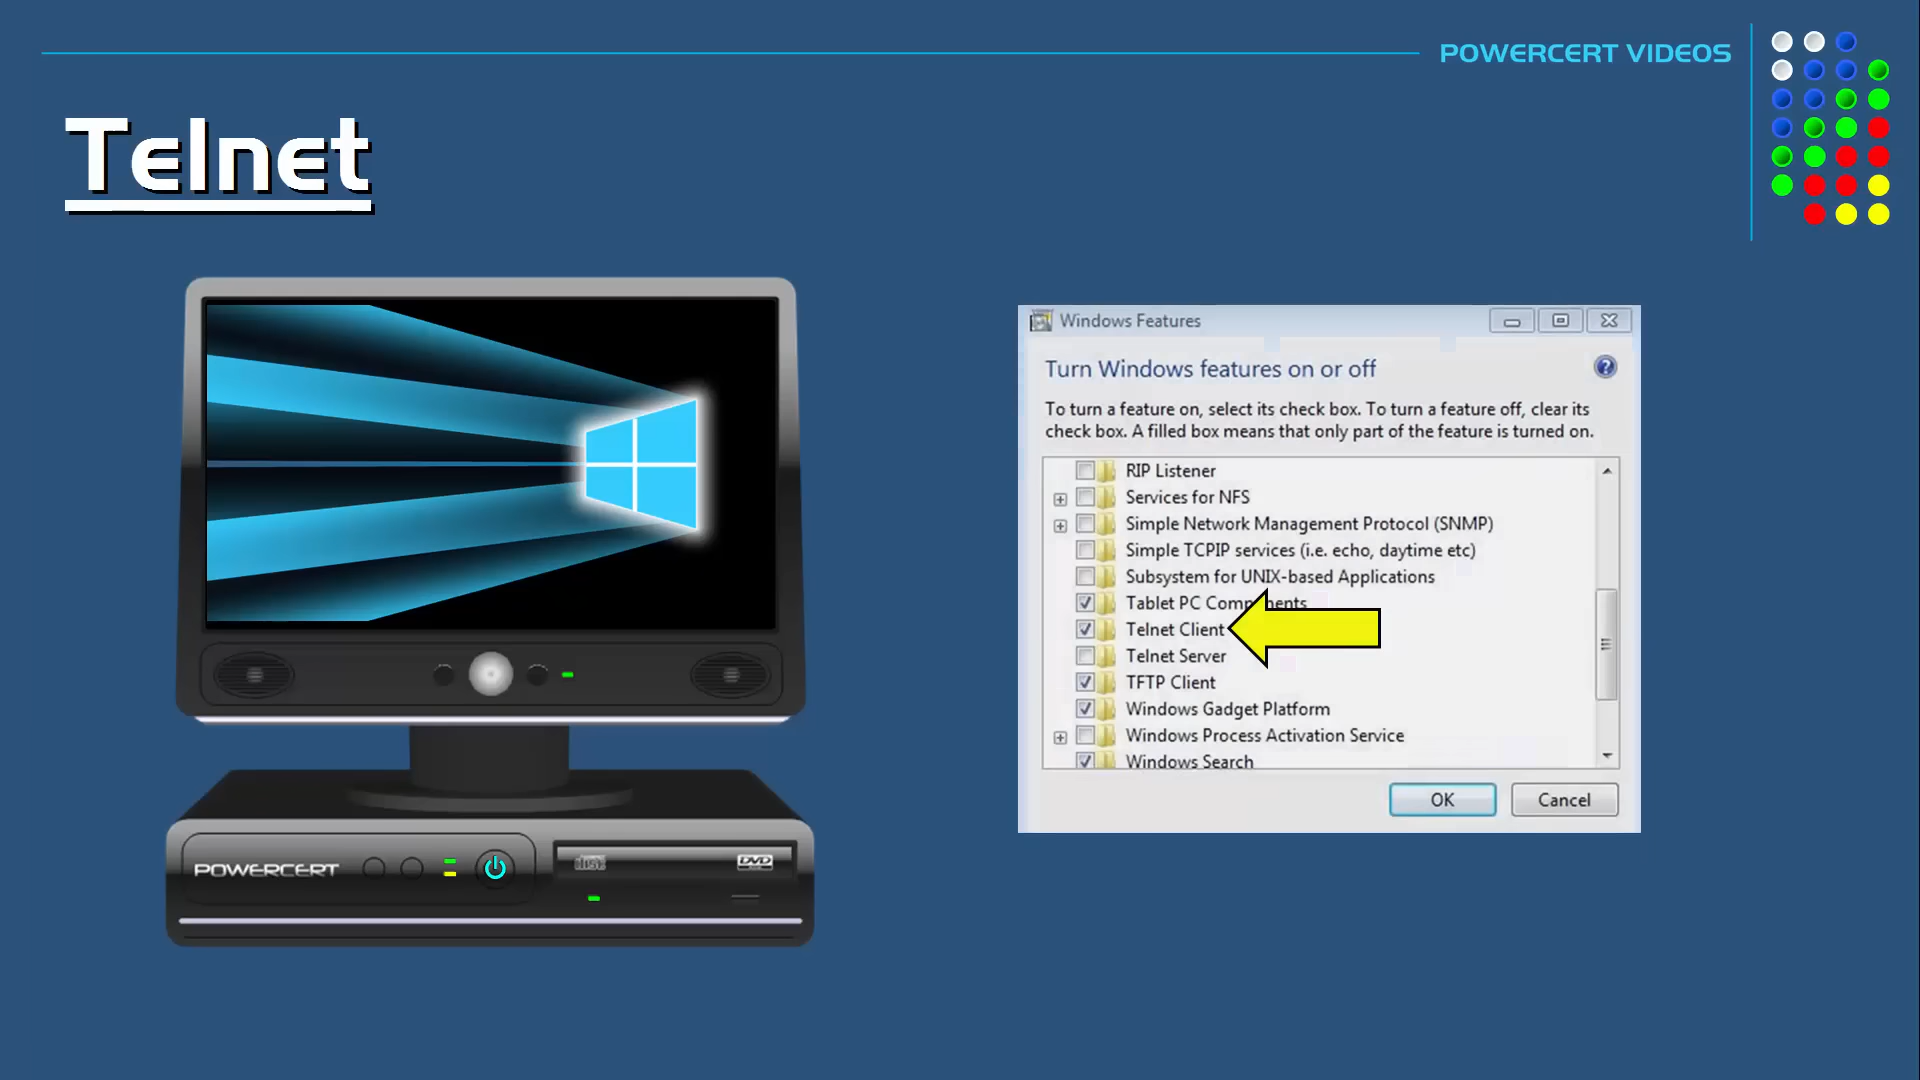 POWERCERT VIDEOS
Telnet
Windows Features
Turn Windows features on or off
To turn a feature on, select its check box. To turn a feature off, clear its
check box. A filled box means that only part of the feature is turned on.
RIP Listener
Services for NFS
Simple Network Management Protocol (SNMP)
Simple TCPIP services (i.e. echo, daytime etc)
Subsystem for UNIX-based Applications
Tablet PC Components
Telnet Client
Telnet Server
TFTP Client
Windows Gadget Platform
Windows Process Activation Service
Windows Search
OK
Cancel
POWERCERT
disc
DVD